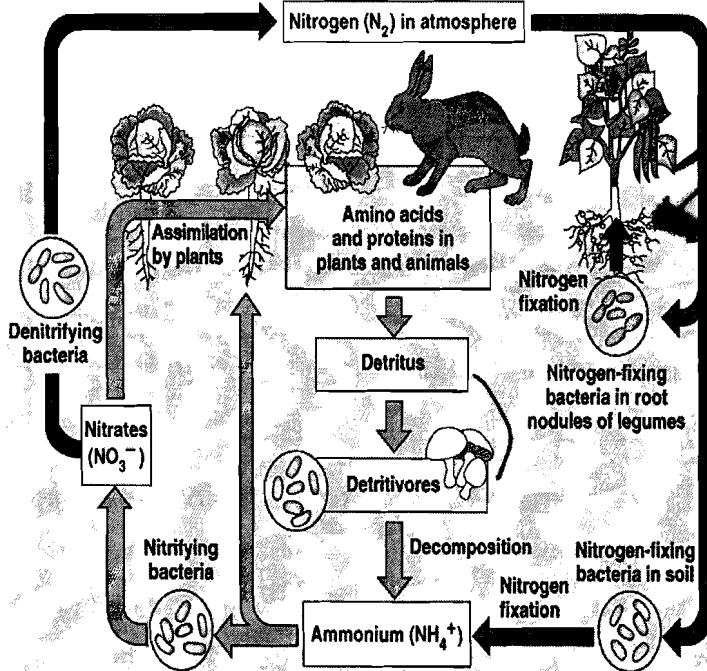 Nitrogen (N₂) in atmosphere
Assimilation
by plants
Amino acids
and proteins in
plants and animals
Nitrogen
fixation
Denitrifying
bacteria
Detritus
Nitrogen-fixing
bacteria in root
nodules of legumes
Nitrates
(NO₃⁻)
Detritivores
Decomposition
Nitrifying
bacteria
Nitrogen-fixing
bacteria in soil
Nitrogen
fixation
Ammonium (NH₄⁺)